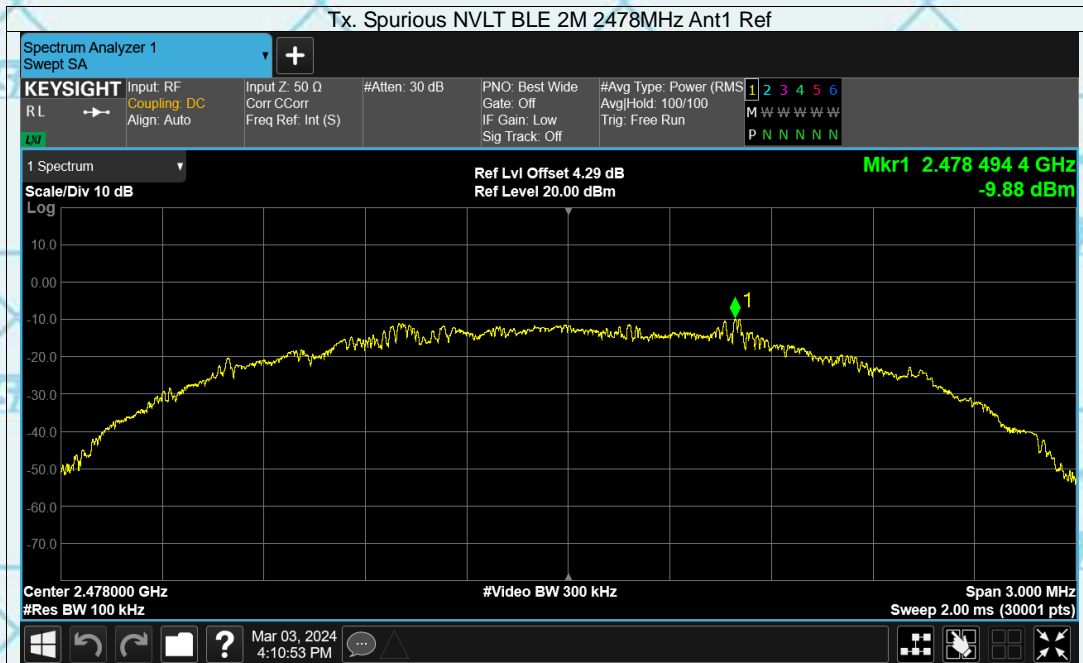 Tx. Spurious NVLT BLE 2M 2478MHz Ant1 Ref
Spectrum Analyzer 1
Swept SA
+
KEYSIGHT
RL
LXI
Input: RF
Coupling: DC
Align: Auto
Input Z: 50 Ω
Corr CCorr
Freq Ref: Int (S)
#Atten: 30 dB
PNO: Best Wide
Gate: Off
IF Gain: Low
Sig Track: Off
#Avg Type: Power (RMS
Avg|Hold: 100/100
Trig: Free Run
1 2 3 4 5 6
M W W W W W
P N N N N N
1 Spectrum
Scale/Div 10 dB
Log
Ref Lvl Offset 4.29 dB
Ref Level 20.00 dBm
Mkr1 2.478 494 4 GHz
-9.88 dBm
10.0
0.00
-10.0
-20.0
-30.0
-40.0
-50.0
-60.0
-70.0
1
Center 2.478000 GHz
#Res BW 100 kHz
#Video BW 300 kHz
Span 3.000 MHz
Sweep 2.00 ms (30001 pts)
?
Mar 03, 2024
4:10:53 PM